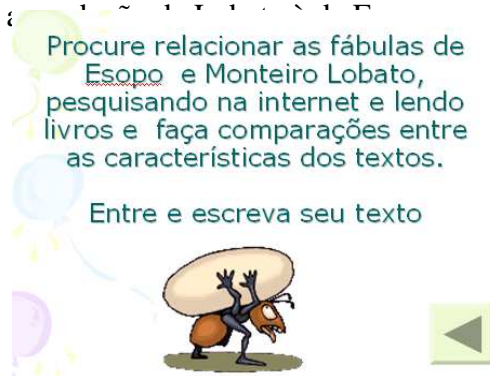 Procure relacionar as fábulas de
Esopo e Monteiro Lobato,
pesquisando na internet e lendo
livros e faça comparações entre
as características dos textos.
Entre e escreva seu texto